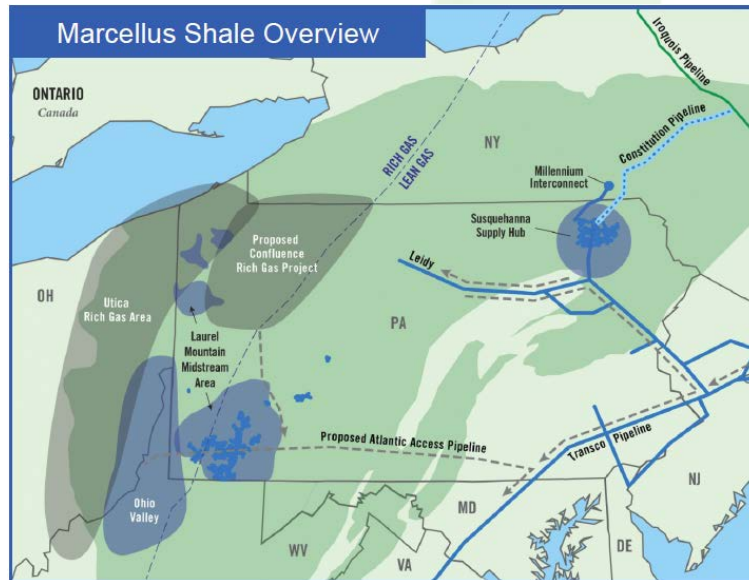 Marcellus Shale Overview
ONTARIO
Canada
Iroquois Pipeline
Constitution Pipeline
NY
RICH GAS
LEAN GAS
Millennium
Interconnect
Susquehanna
Supply Hub
Proposed
Confluence
Rich Gas Project
Leidy
OH
Utica
Rich Gas Area
PA
Laurel
Mountain
Midstream
Area
Proposed Atlantic Access Pipeline
Transco Pipeline
Ohio
Valley
NJ
MD
DE
WV
VA